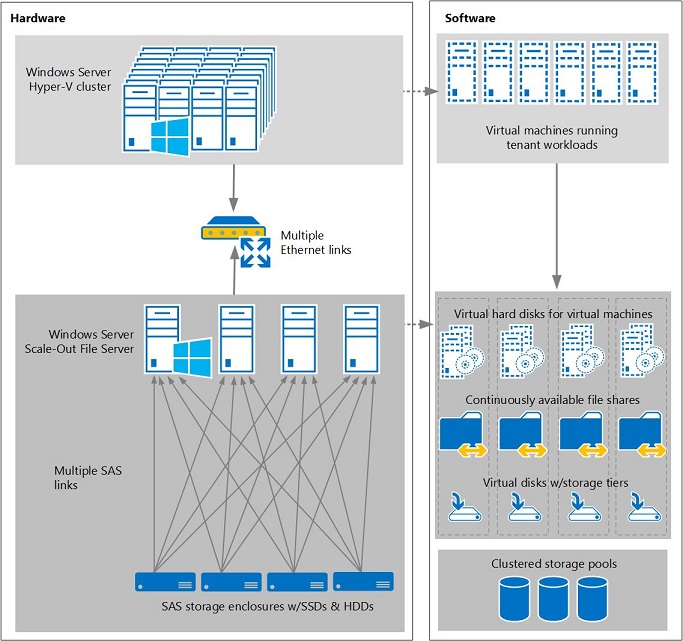 Hardware
Windows Server
Hyper-V cluster
Multiple
Ethernet links
Windows Server
Scale-Out File Server
Multiple SAS
links
SAS storage enclosures w/SSDs & HDDs
Software
Virtual machines running
tenant workloads
Virtual hard disks for virtual machines
Continuously available file shares
Virtual disks w/storage tiers
Clustered storage pools